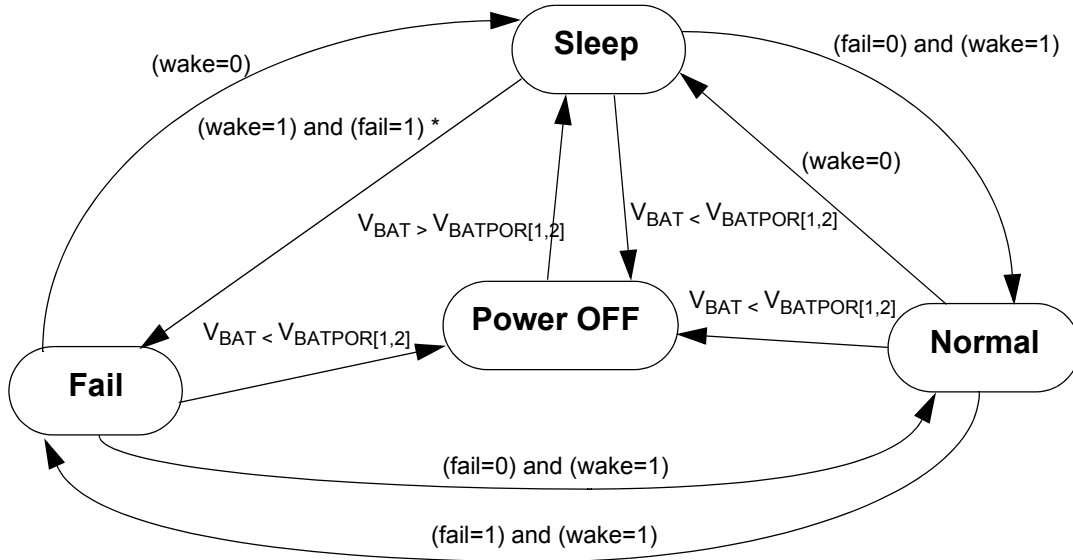 Sleep
(fail=0) and (wake=1)
(wake=0)
(wake=1) and (fail=1) *
(wake=0)
VBAT > VBATPOR[1,2]
VBAT < VBATPOR[1,2]
VBAT < VBATPOR[1,2]
Power OFF
Normal
VBAT < VBATPOR[1,2]
Fail
(fail=0) and (wake=1)
(fail=1) and (wake=1)